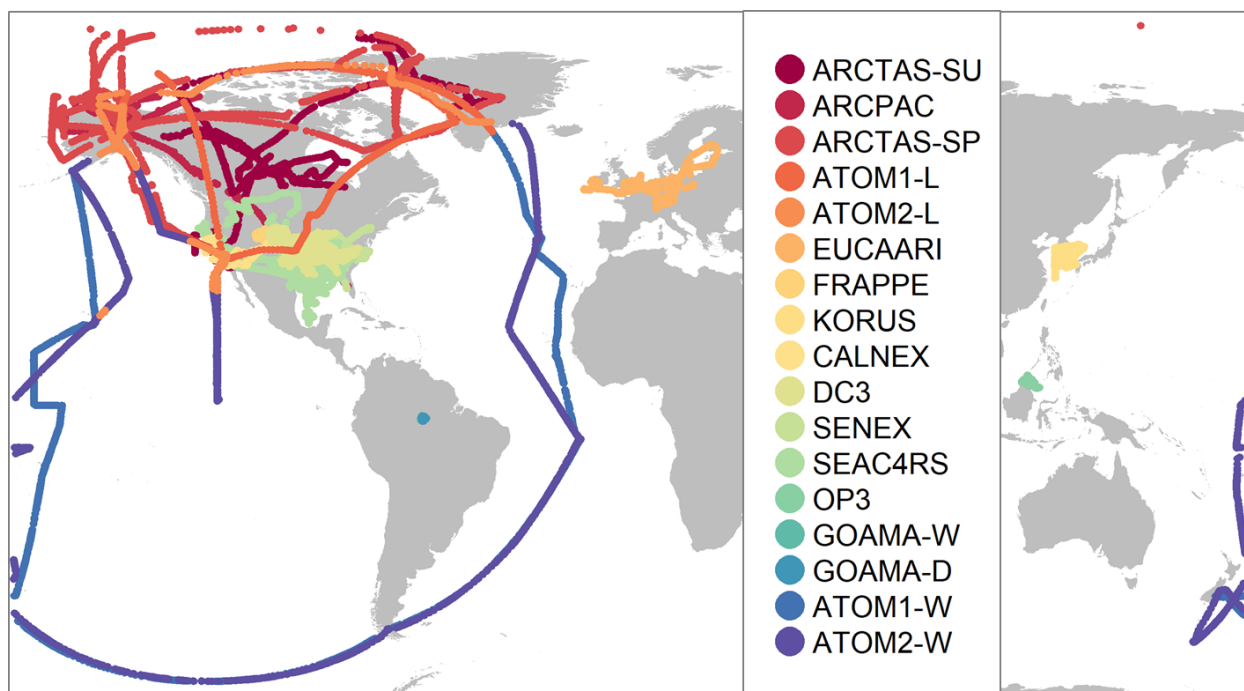 ARCTAS-SU
ARCPAC
ARCTAS-SP
ATOM1-L
ATOM2-L
EUCAARI
FRAPPE
KORUS
CALNEX
DC3
SENEX
SEAC4RS
OP3
GOAMA-W
GOAMA-D
ATOM1-W
ATOM2-W